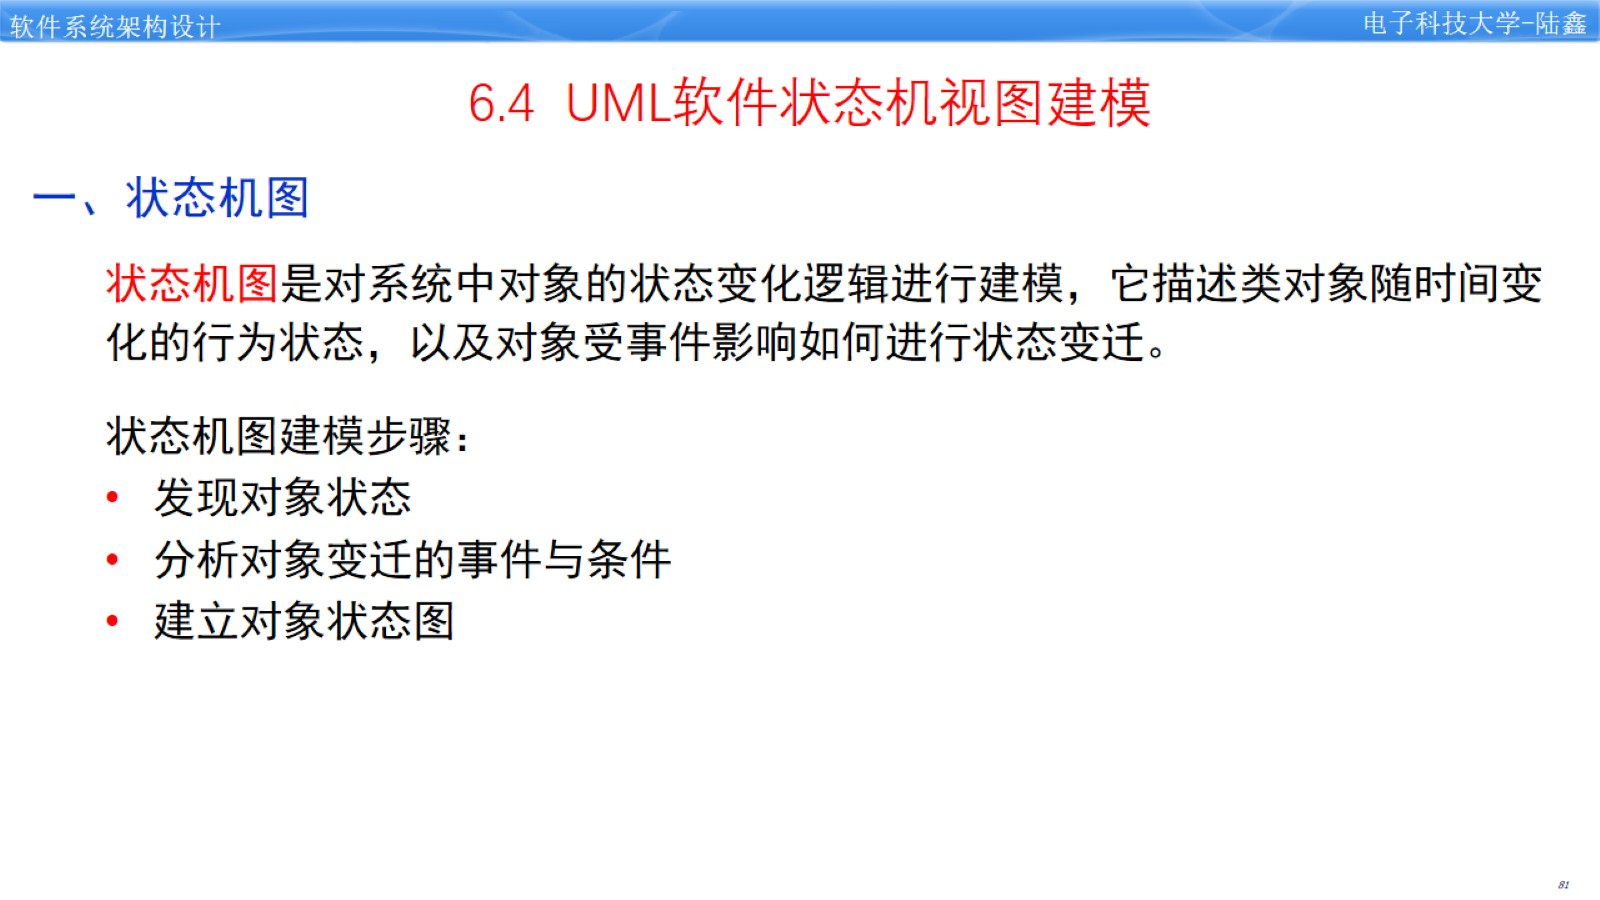 软件系统架构设计
电子科技大学-陆鑫
6.4 UML软件状态机视图建模
一、状态机图
状态机图是对系统中对象的状态变化逻辑进行建模，它描述类对象随时间变
化的行为状态，以及对象受事件影响如何进行状态变迁。
状态机图建模步骤：
• 发现对象状态
• 分析对象变迁的事件与条件
• 建立对象状态图
81